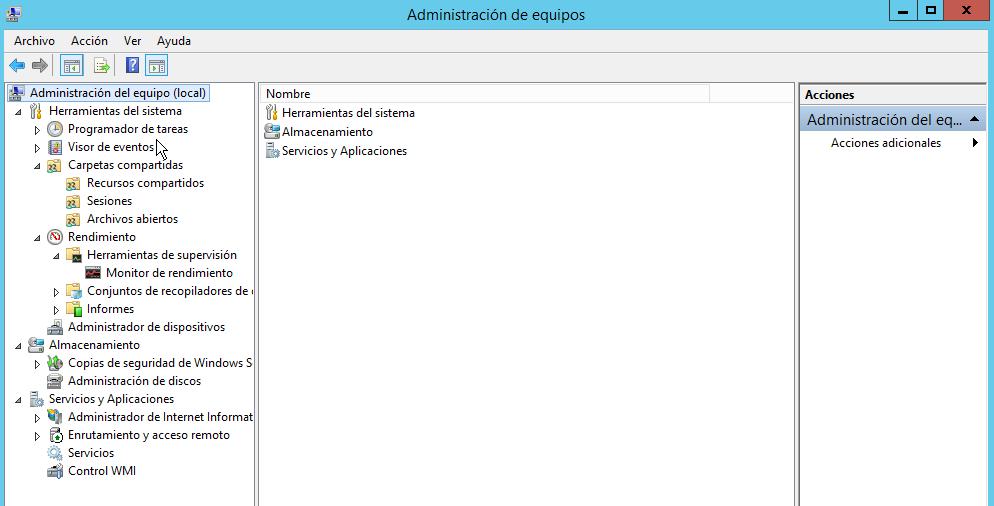 Administración de equipos
Archivo Acción Ver Ayuda
Administración del equipo (local)
Herramientas del sistema
Programador de tareas
Visor de eventos
Carpetas compartidas
Recursos compartidos
Sesiones
Archivos abiertos
Rendimiento
Herramientas de supervisión
Monitor de rendimiento
Conjuntos de recopiladores de
Informes
Administrador de dispositivos
Almacenamiento
Copias de seguridad de Windows S
Administración de discos
Servicios y Aplicaciones
Administrador de Internet Informat
Enrutamiento y acceso remoto
Servicios
Control WMI
Nombre
Herramientas del sistema
Almacenamiento
Servicios y Aplicaciones
Acciones
Administración del eq...
Acciones adicionales